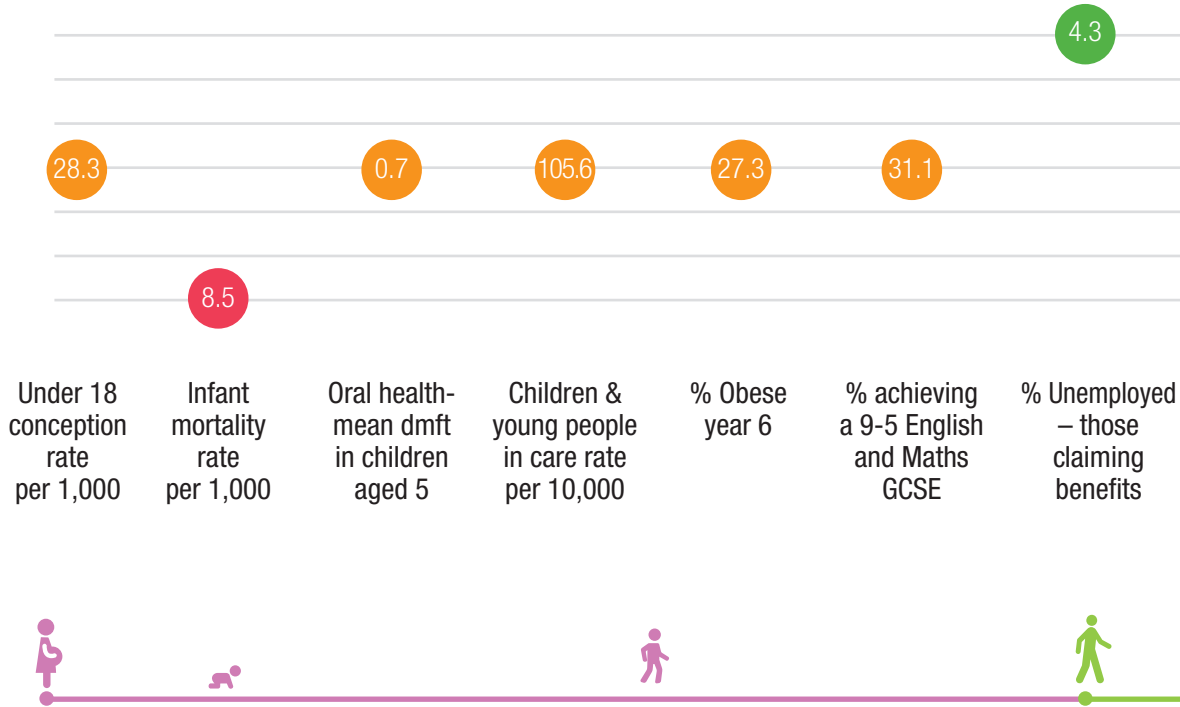 4.3
28.3
0.7
105.6
27.3
31.1
8.5
Under 18
conception
rate
per 1,000
Infant
mortality
rate
per 1,000
Oral health-
mean dmft
in children
aged 5
Children &
young people
in care rate
per 10,000
% Obese
year 6
% achieving
a 9-5 English
and Maths
GCSE
% Unemployed
– those
claiming
benefits